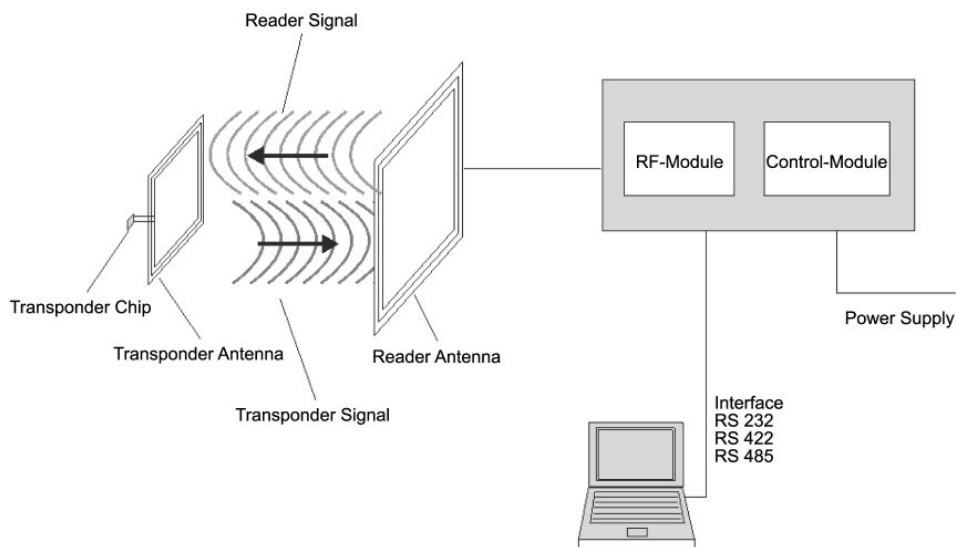 Reader Signal
RF-Module
Control-Module
Transponder Chip
Power Supply
Transponder Antenna
Reader Antenna
Transponder Signal
Interface
RS 232
RS 422
RS 485